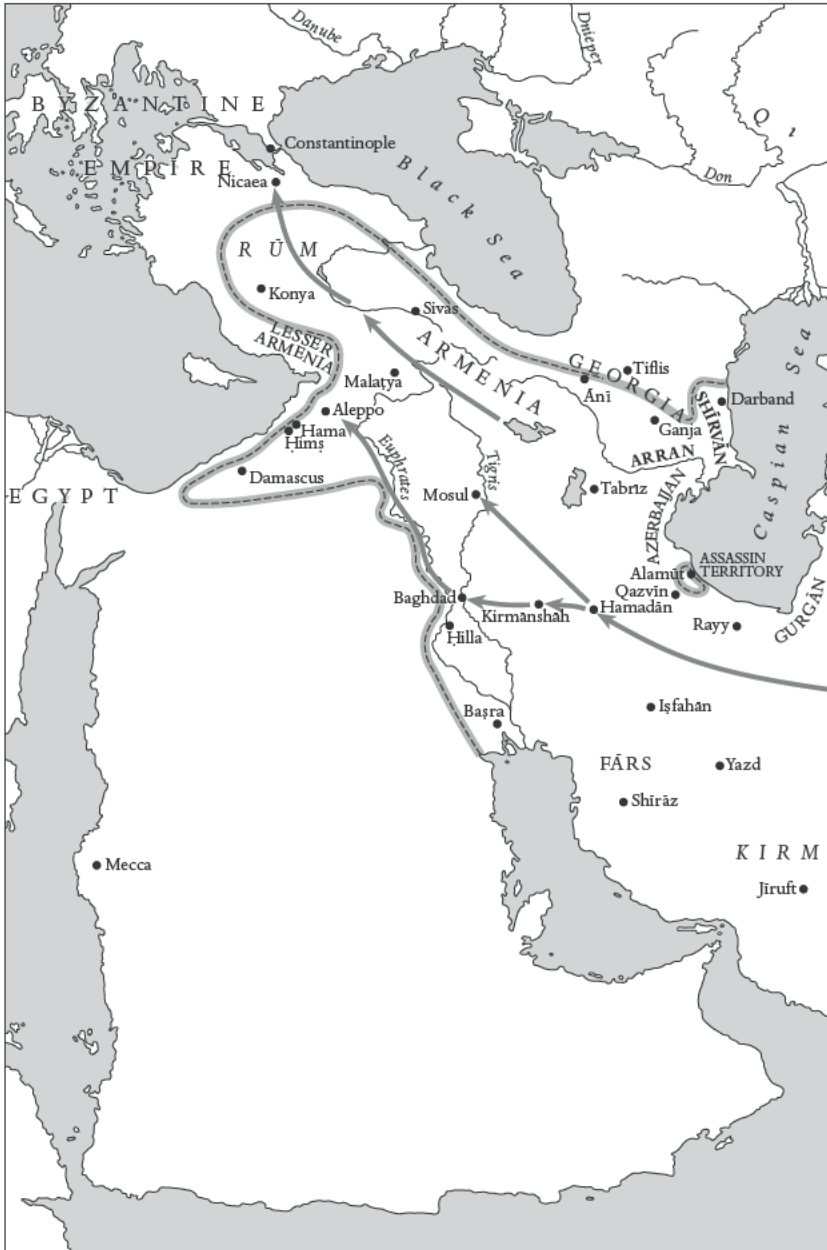 Danube
Dnieper
BYZANTINE
EMPIRE
Constantinople
Nicaea
Black Sea
Don
Q I
RŪM
Konya
Sivas
LESSER
ARMENIA
ARMENIA
GEORGIA
Tiflis
Ānī
Malaṭya
Darband
SHĪRVĀN
Caspian Sea
Ganja
ARRAN
Aleppo
Hama
Ḥimṣ
Euphrates
Tigris
Damascus
EGYPT
Mosul
Tabrīz
AZERBAIJAN
ASSASSIN
TERRITORY
Alamūt
Qazvīn
GURGĀN
Baghdad
Kirmānshāh
Hamadān
Rayy
Ḥilla
Iṣfahān
Baṣra
FĀRS
Yazd
Shīrāz
Mecca
KIRM
Jīruft